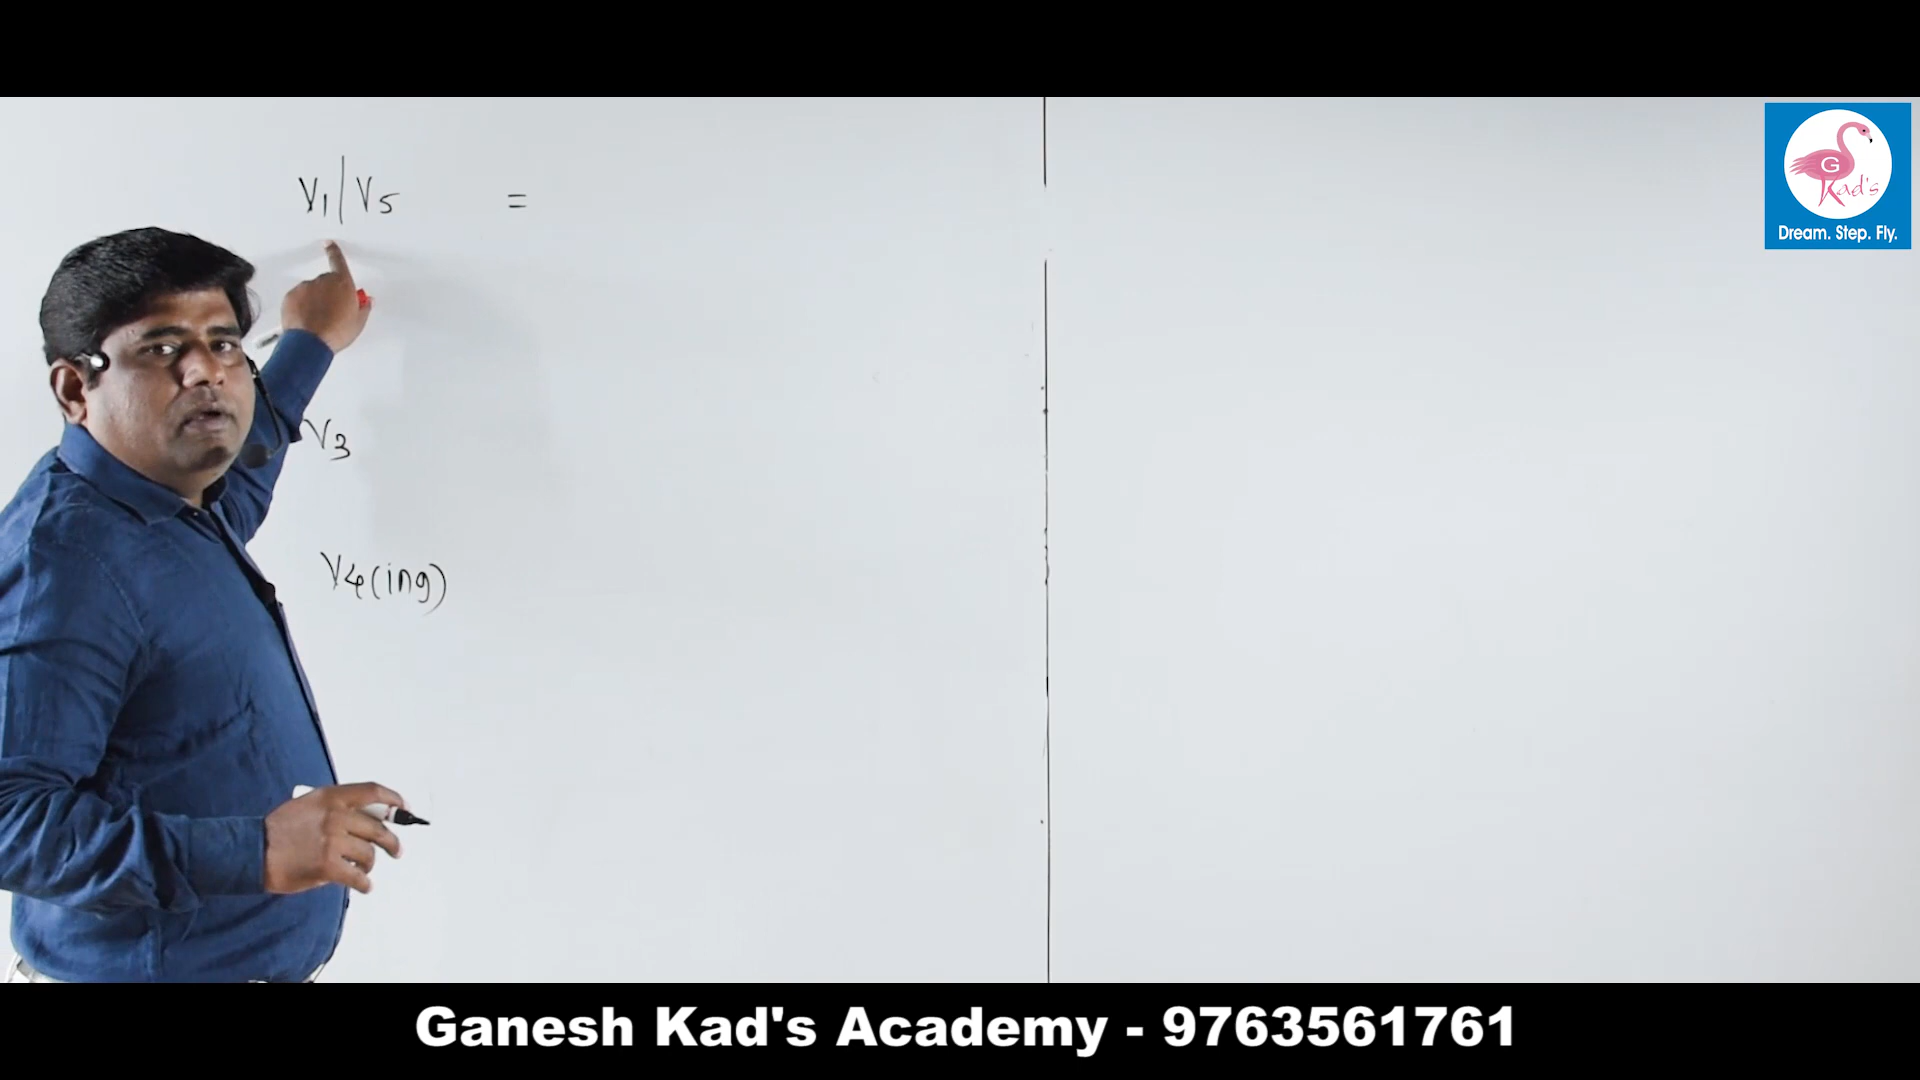 V1 | V5 =
V3
V4 (ing)
G
Kad's
Dream. Step. Fly.
Ganesh Kad's Academy - 9763561761